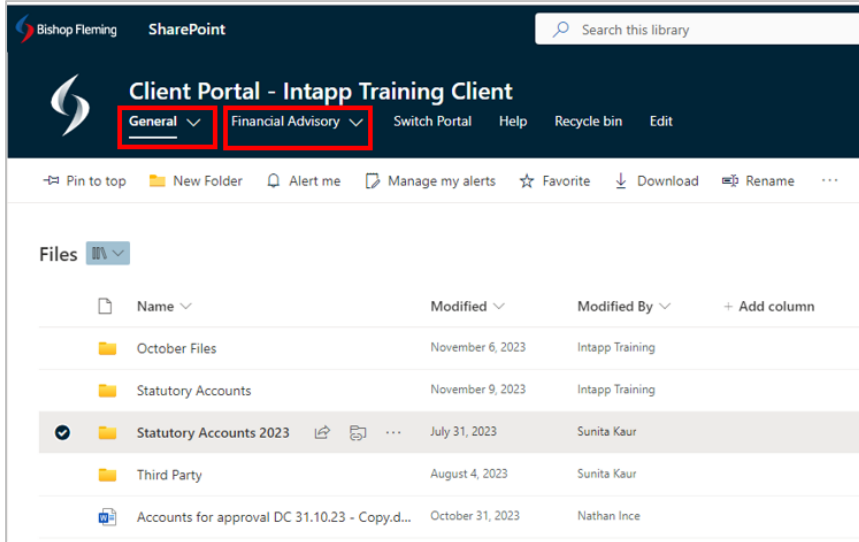 Bishop Fleming SharePoint Search this library
Client Portal - Intapp Training Client
General Financial Advisory Switch Portal Help Recycle bin Edit
Pin to top New Folder Alert me Manage my alerts Favorite Download Rename ...
Files
Name Modified Modified By + Add column
October Files November 6, 2023 Intapp Training
Statutory Accounts November 9, 2023 Intapp Training
Statutory Accounts 2023 ... July 31, 2023 Sunita Kaur
Third Party August 4, 2023 Sunita Kaur
Accounts for approval DC 31.10.23 - Copy.d... October 31, 2023 Nathan Ince